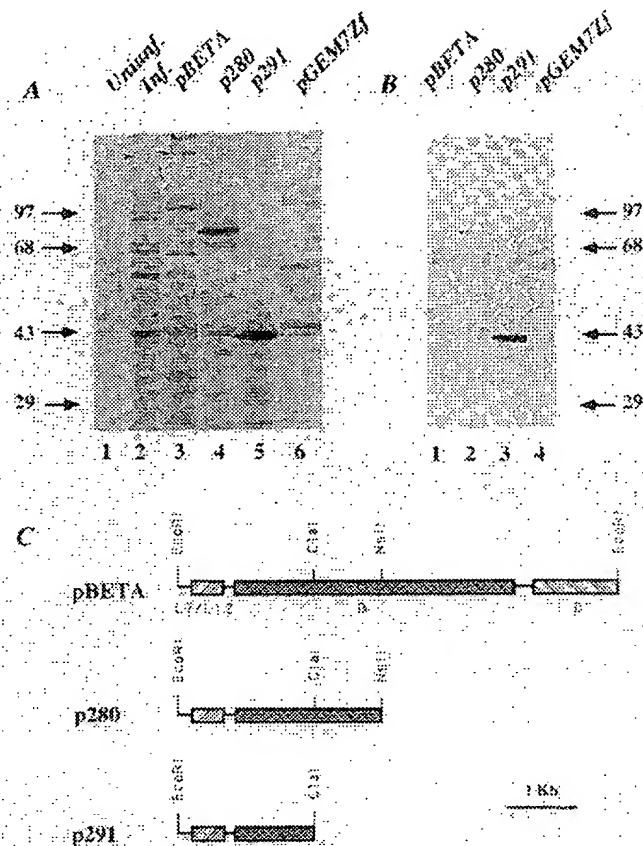 A
Uninf.
Inf.
pBETA
p280
p291
pGEM7Zf
B
pBETA
p280
p291
pGEM7Zf
97
68
43
29
97
68
43
29
1 2 3 4 5 6
1 2 3 4
C
EcoRI
ClaI
NsiI
EcoRI
pBETA
L7/L12
EcoRI
ClaI
NsiI
p280
EcoRI
ClaI
p291
1 Kb